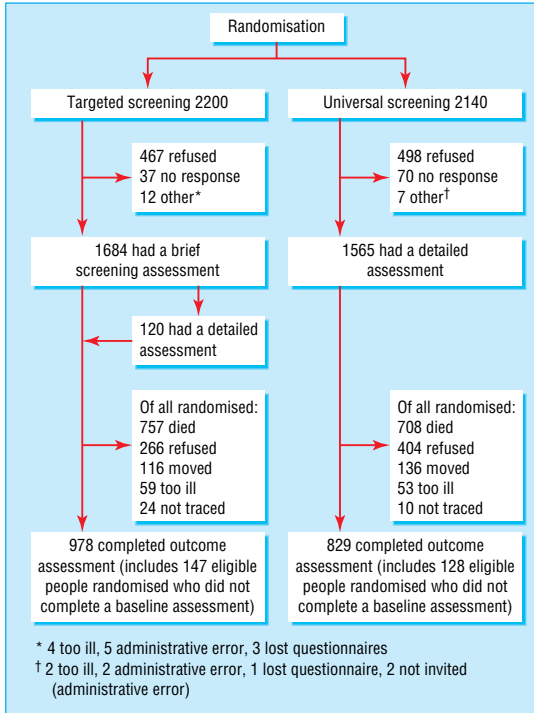 Randomisation
Targeted screening 2200
Universal screening 2140
467 refused
37 no response
12 other*
498 refused
70 no response
7 other†
1684 had a brief
screening assessment
1565 had a detailed
assessment
120 had a detailed
assessment
Of all randomised:
757 died
266 refused
116 moved
59 too ill
24 not traced
Of all randomised:
708 died
404 refused
136 moved
53 too ill
10 not traced
978 completed outcome
assessment (includes 147 eligible
people randomised who did not
complete a baseline assessment)
829 completed outcome
assessment (includes 128 eligible
people randomised who did not
complete a baseline assessment)
* 4 too ill, 5 administrative error, 3 lost questionnaires
† 2 too ill, 2 administrative error, 1 lost questionnaire, 2 not invited
(administrative error)